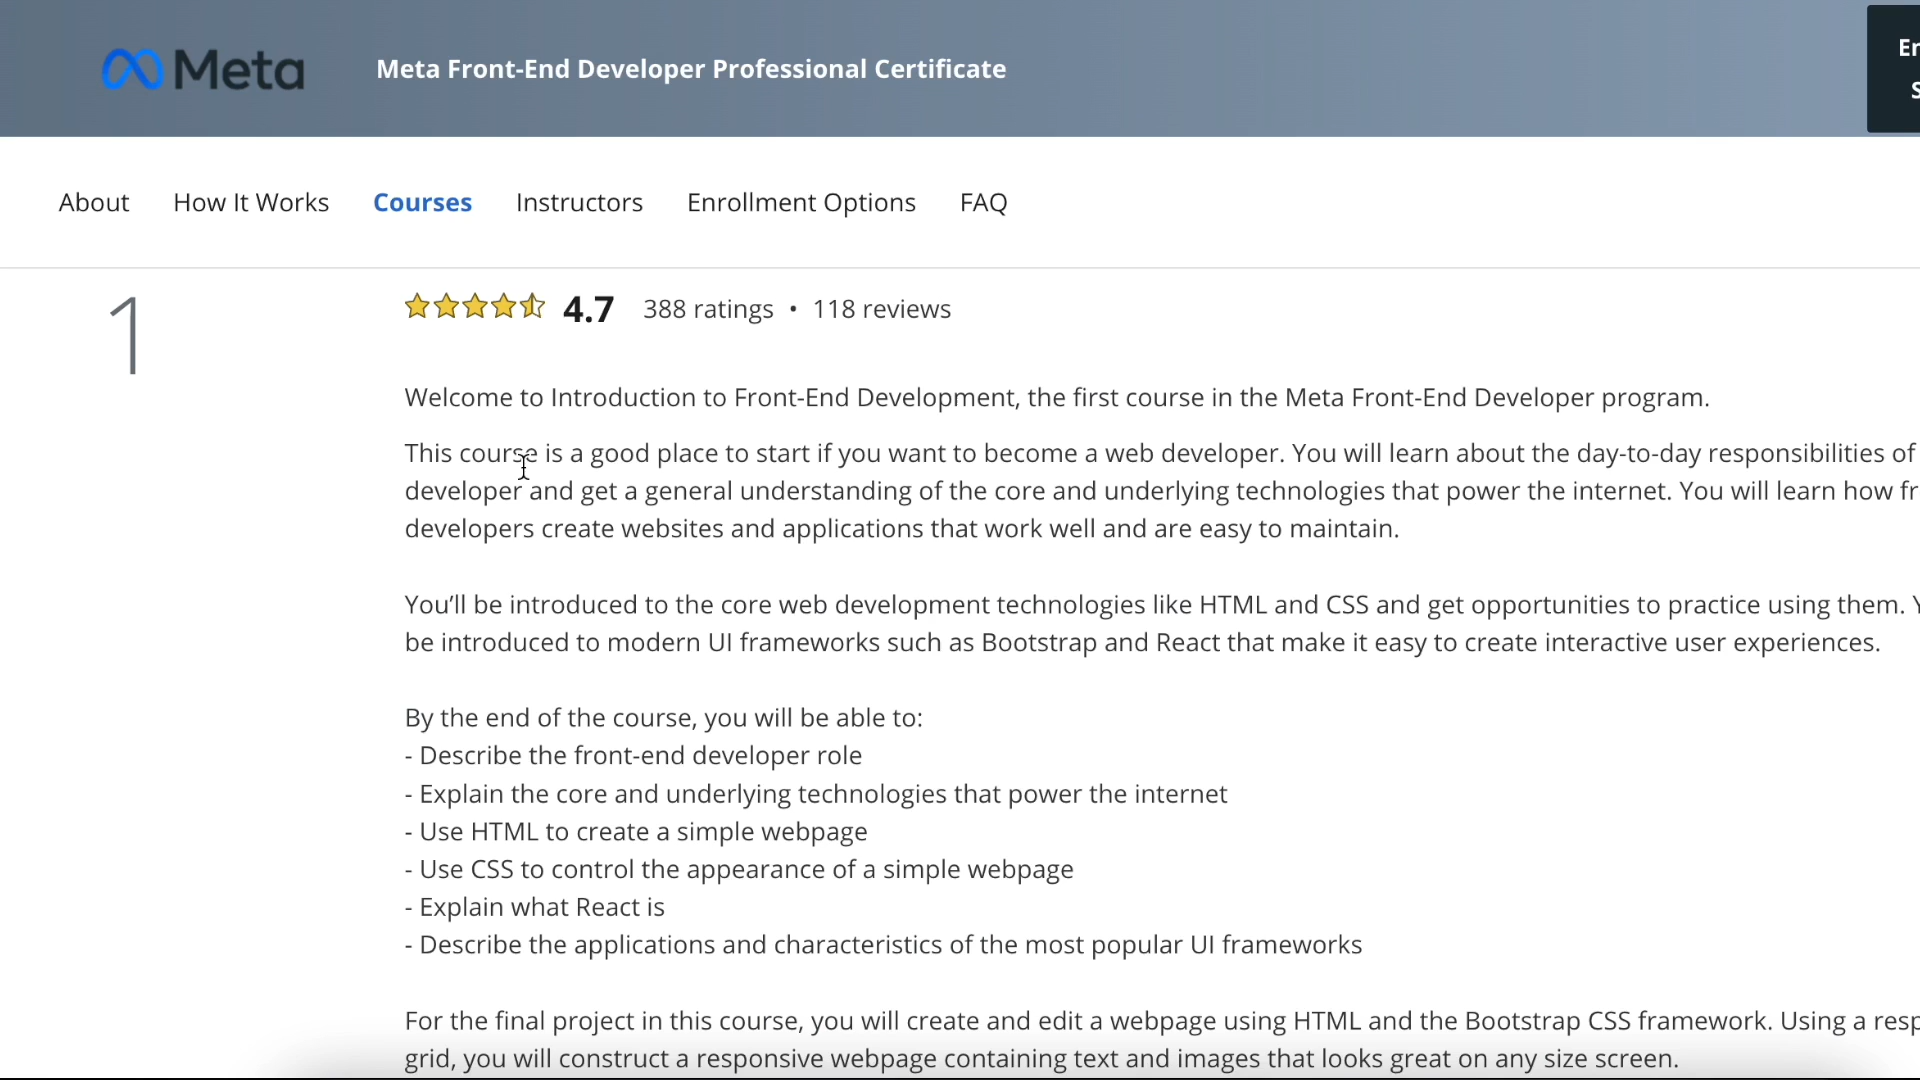 Meta
Meta Front-End Developer Professional Certificate
About How It Works Courses Instructors Enrollment Options FAQ
1
4.7 388 ratings • 118 reviews
Welcome to Introduction to Front-End Development, the first course in the Meta Front-End Developer program.
This course is a good place to start if you want to become a web developer. You will learn about the day-to-day responsibilities of
developer and get a general understanding of the core and underlying technologies that power the internet. You will learn how
developers create websites and applications that work well and are easy to maintain.
You’ll be introduced to the core web development technologies like HTML and CSS and get opportunities to practice using them.
be introduced to modern UI frameworks such as Bootstrap and React that make it easy to create interactive user experiences.
By the end of the course, you will be able to:
- Describe the front-end developer role
- Explain the core and underlying technologies that power the internet
- Use HTML to create a simple webpage
- Use CSS to control the appearance of a simple webpage
- Explain what React is
- Describe the applications and characteristics of the most popular UI frameworks
For the final project in this course, you will create and edit a webpage using HTML and the Bootstrap CSS framework. Using a
grid, you will construct a responsive webpage containing text and images that looks great on any size screen.